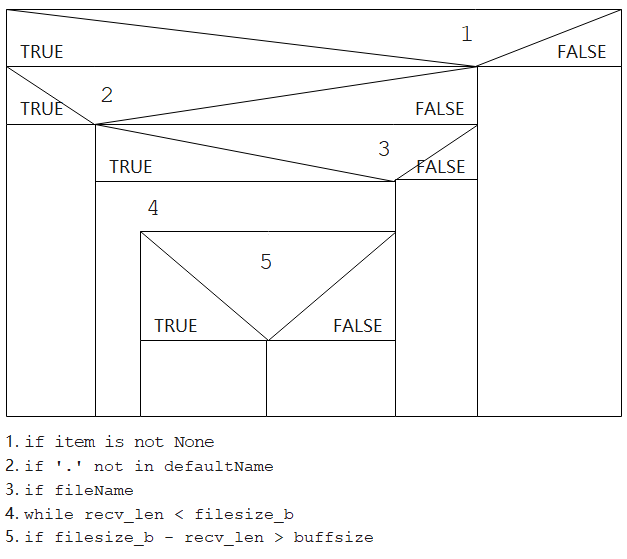 1
TRUE FALSE
2
TRUE FALSE
3
TRUE FALSE
4
5
TRUE FALSE
1. if item is not None
2. if '.' not in defaultName
3. if fileName
4. while recv_len < filesize_b
5. if filesize_b - recv_len > buffsize